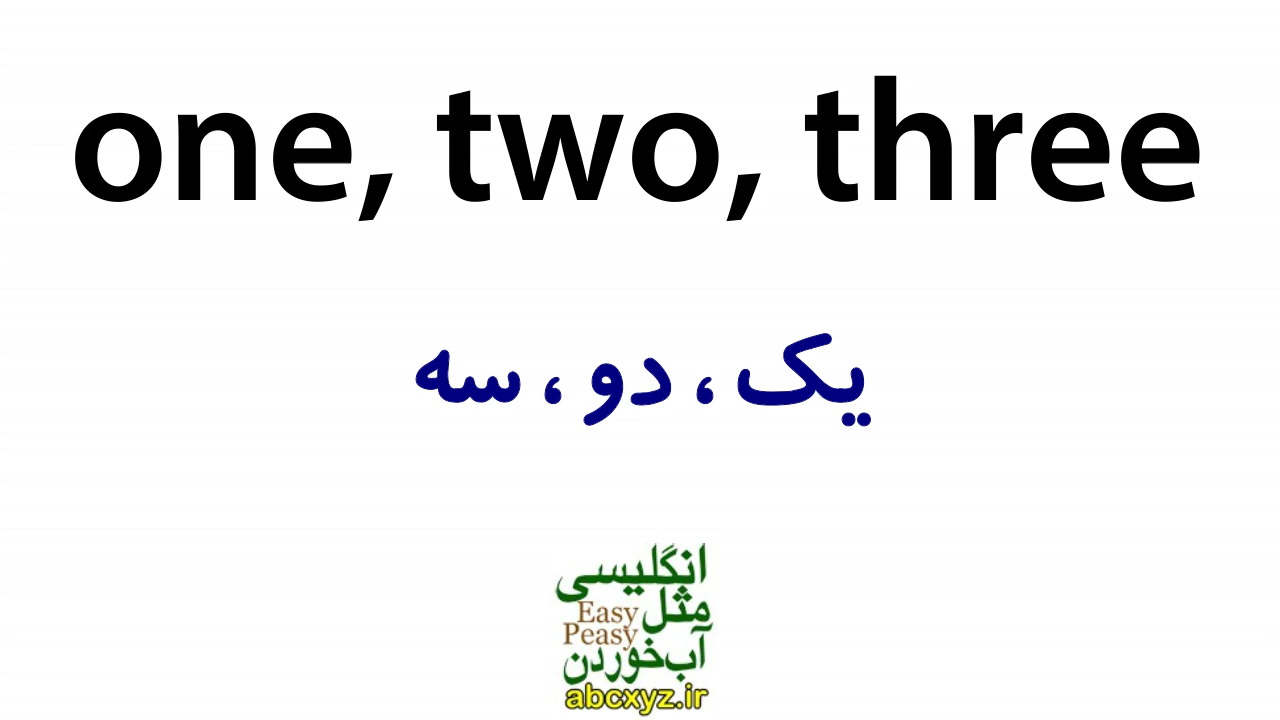 one, two, three
یک ، دو ، سه
انگلیسی
مثل
Easy
Peasy
آب‌خوردن
abcxyz.ir